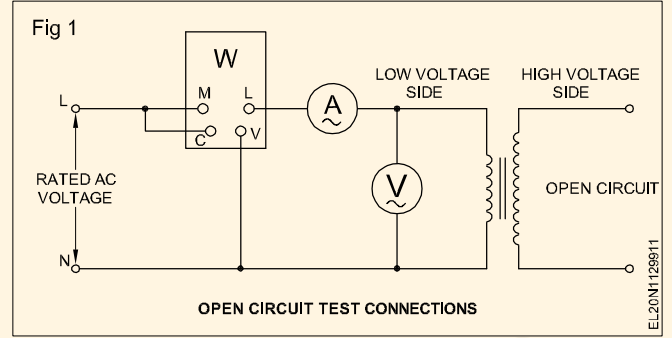 Fig 1
W
M
L
C
V
L
A
V
LOW VOLTAGE
SIDE
HIGH VOLTAGE
SIDE
RATED AC
VOLTAGE
OPEN CIRCUIT
N
OPEN CIRCUIT TEST CONNECTIONS
EL20N1129911